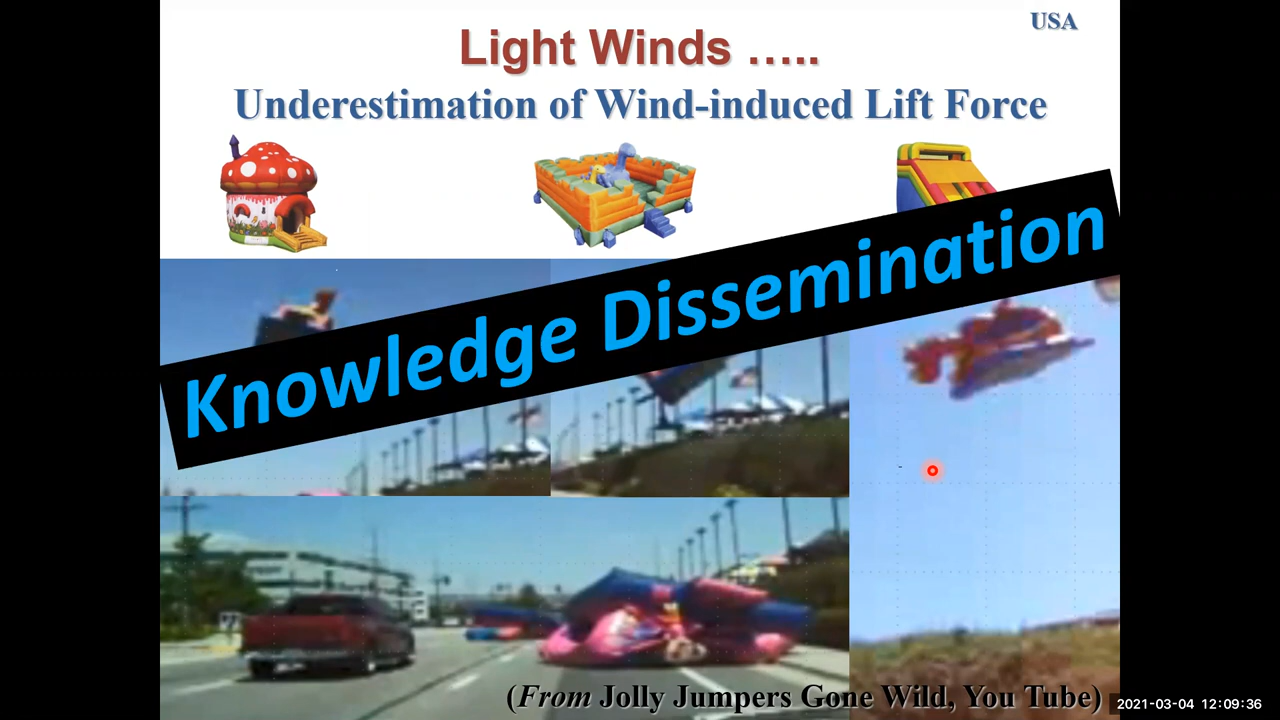 USA
Light Winds .....
Underestimation of Wind-induced Lift Force
Knowledge Dissemination
(From Jolly Jumpers Gone Wild, You Tube)
2021-03-04 12:09:36